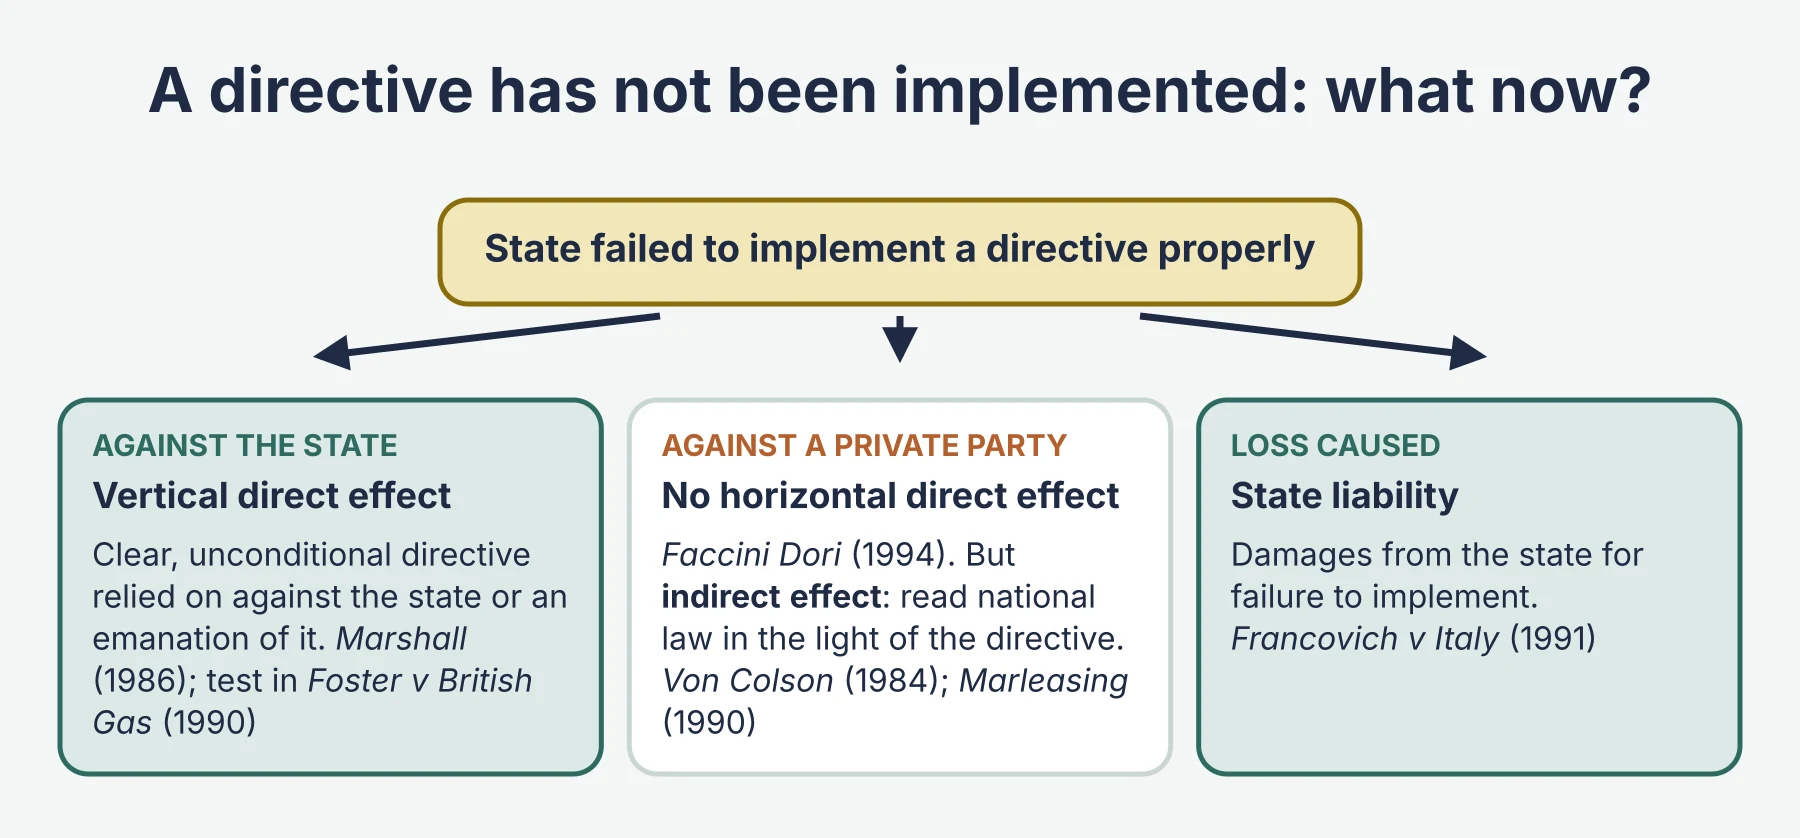 A directive has not been implemented: what now?
State failed to implement a directive properly
AGAINST THE STATE
Vertical direct effect
Clear, unconditional directive
relied on against the state or an
emanation of it. Marshall
(1986); test in Foster v British
Gas (1990)
AGAINST A PRIVATE PARTY
No horizontal direct effect
Faccini Dori (1994). But
indirect effect: read national
law in the light of the directive.
Von Colson (1984); Marleasing
(1990)
LOSS CAUSED
State liability
Damages from the state for
failure to implement.
Francovich v Italy (1991)